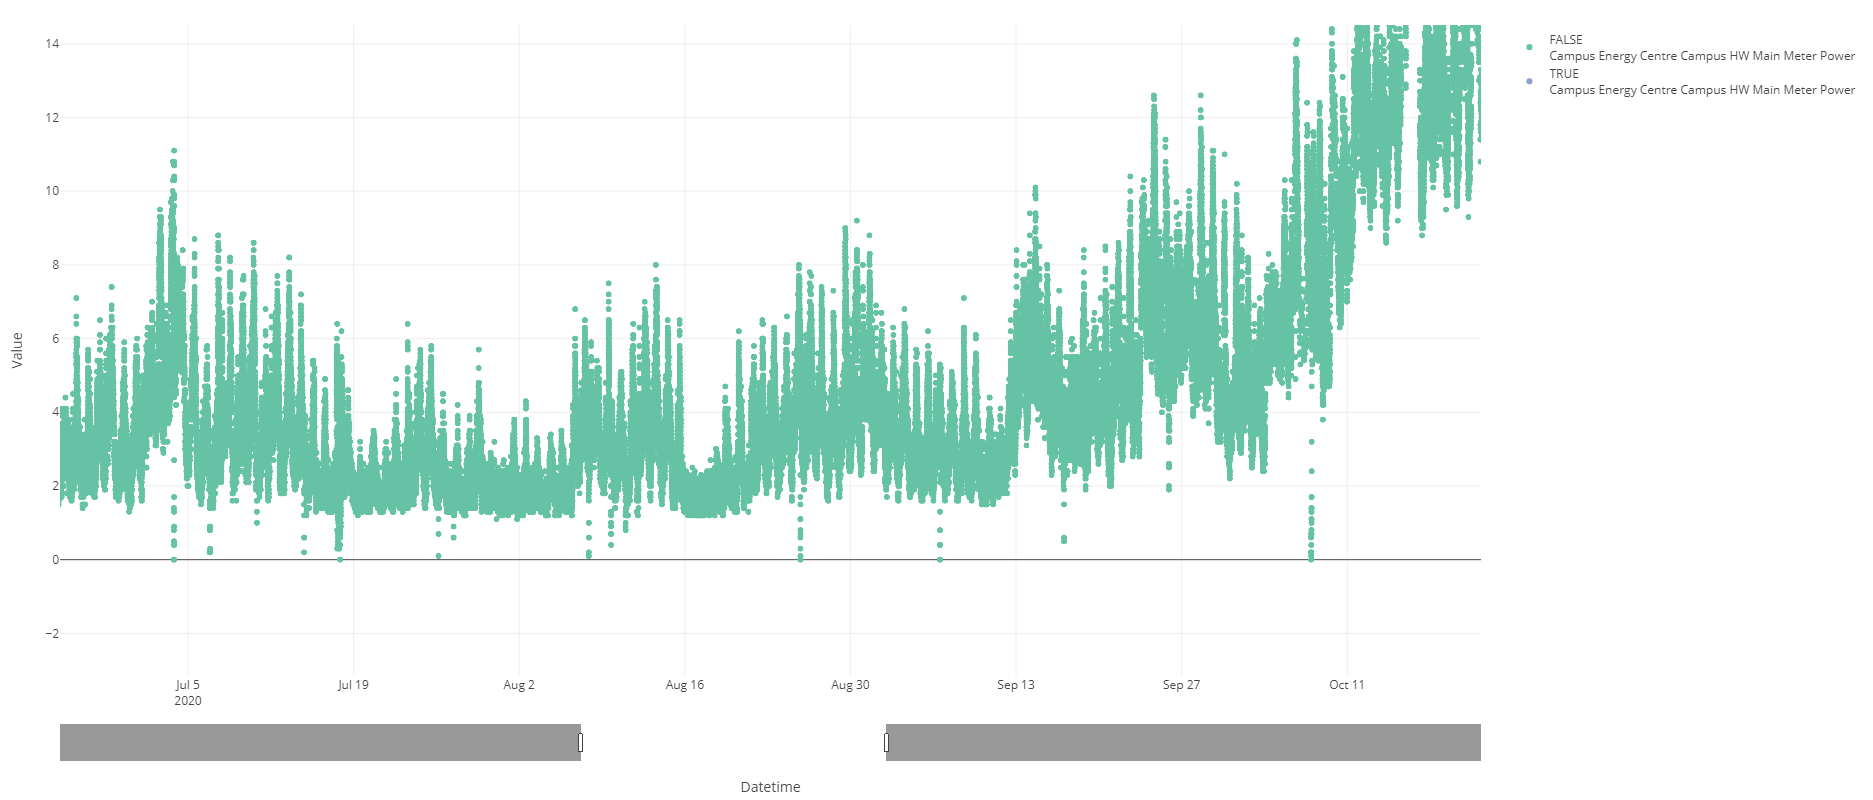 14
12
10
8
6
4
2
0
−2
Value
Jul 5
2020
Jul 19
Aug 2
Aug 16
Aug 30
Sep 13
Sep 27
Oct 11
Datetime
FALSE
Campus Energy Centre Campus HW Main Meter Power
TRUE
Campus Energy Centre Campus HW Main Meter Power